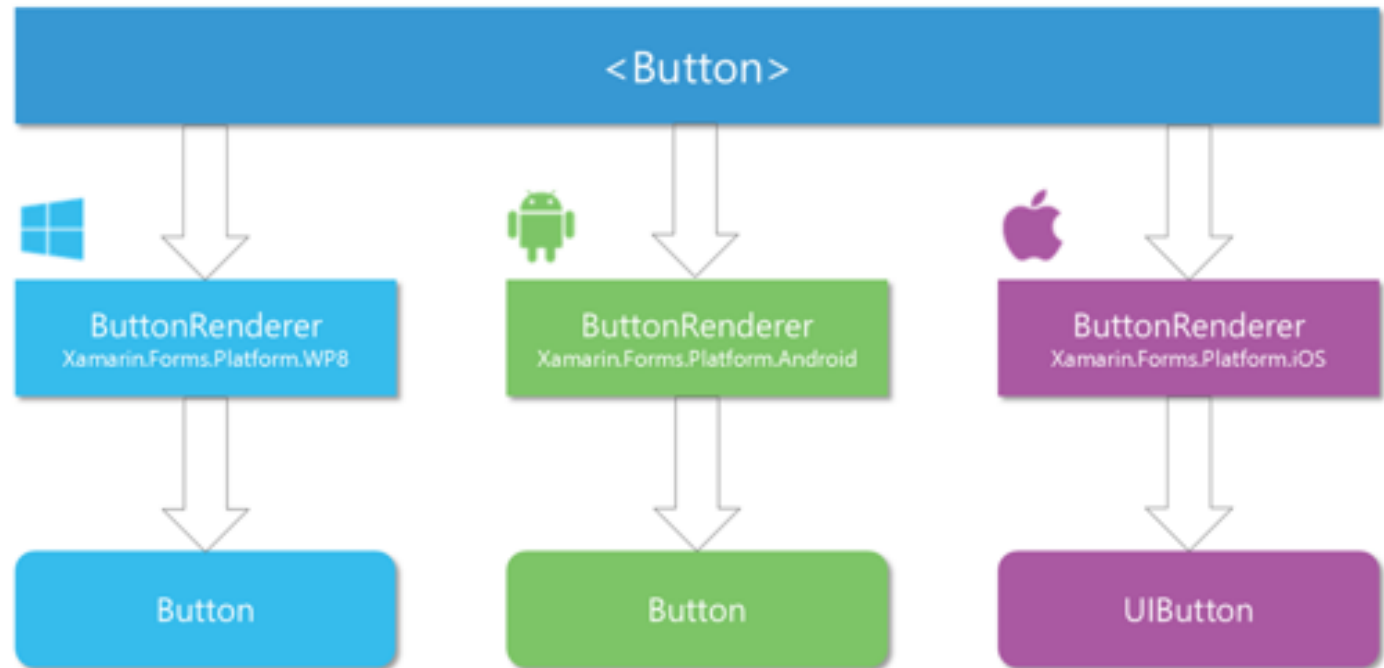 <Button>
ButtonRenderer
Xamarin.Forms.Platform.WP8
ButtonRenderer
Xamarin.Forms.Platform.Android
ButtonRenderer
Xamarin.Forms.Platform.iOS
Button
Button
UIButton